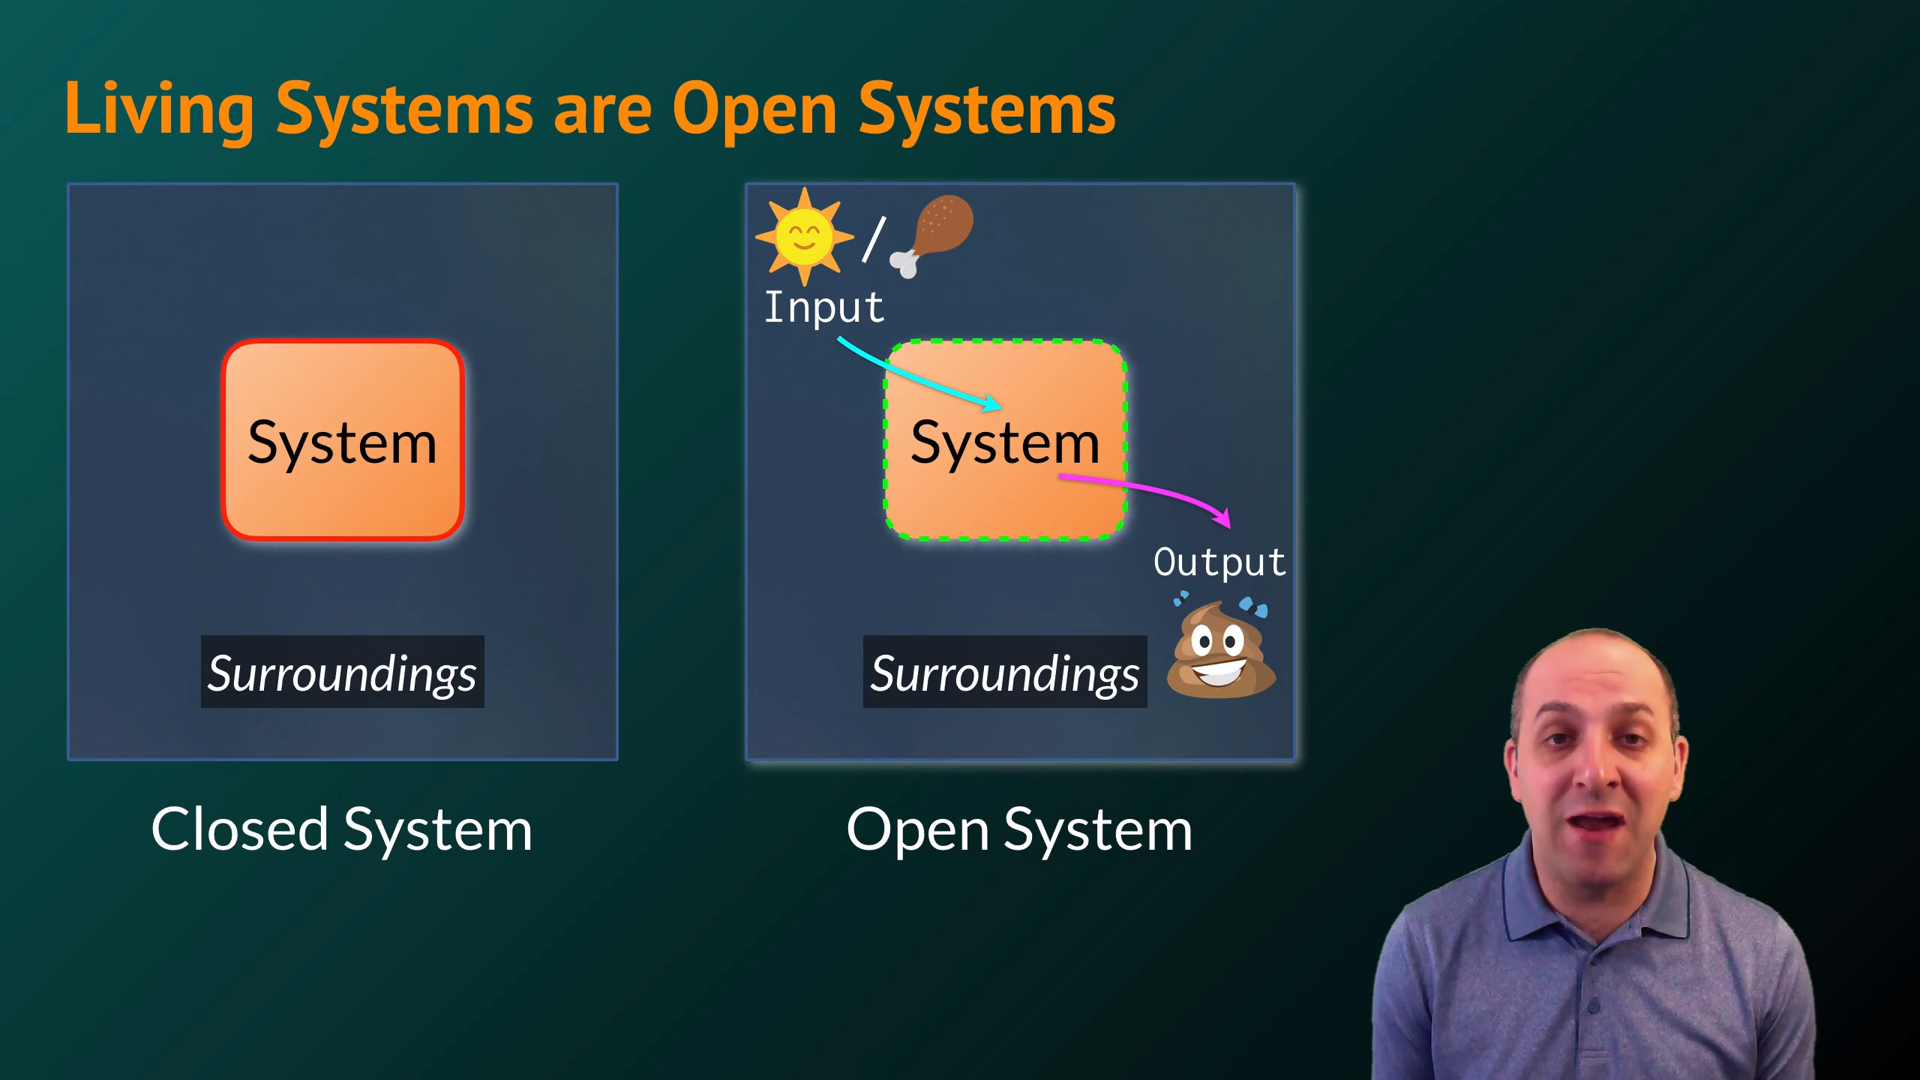 Living Systems are Open Systems
System
Surroundings
Closed System
/
Input
System
Output
Surroundings
Open System